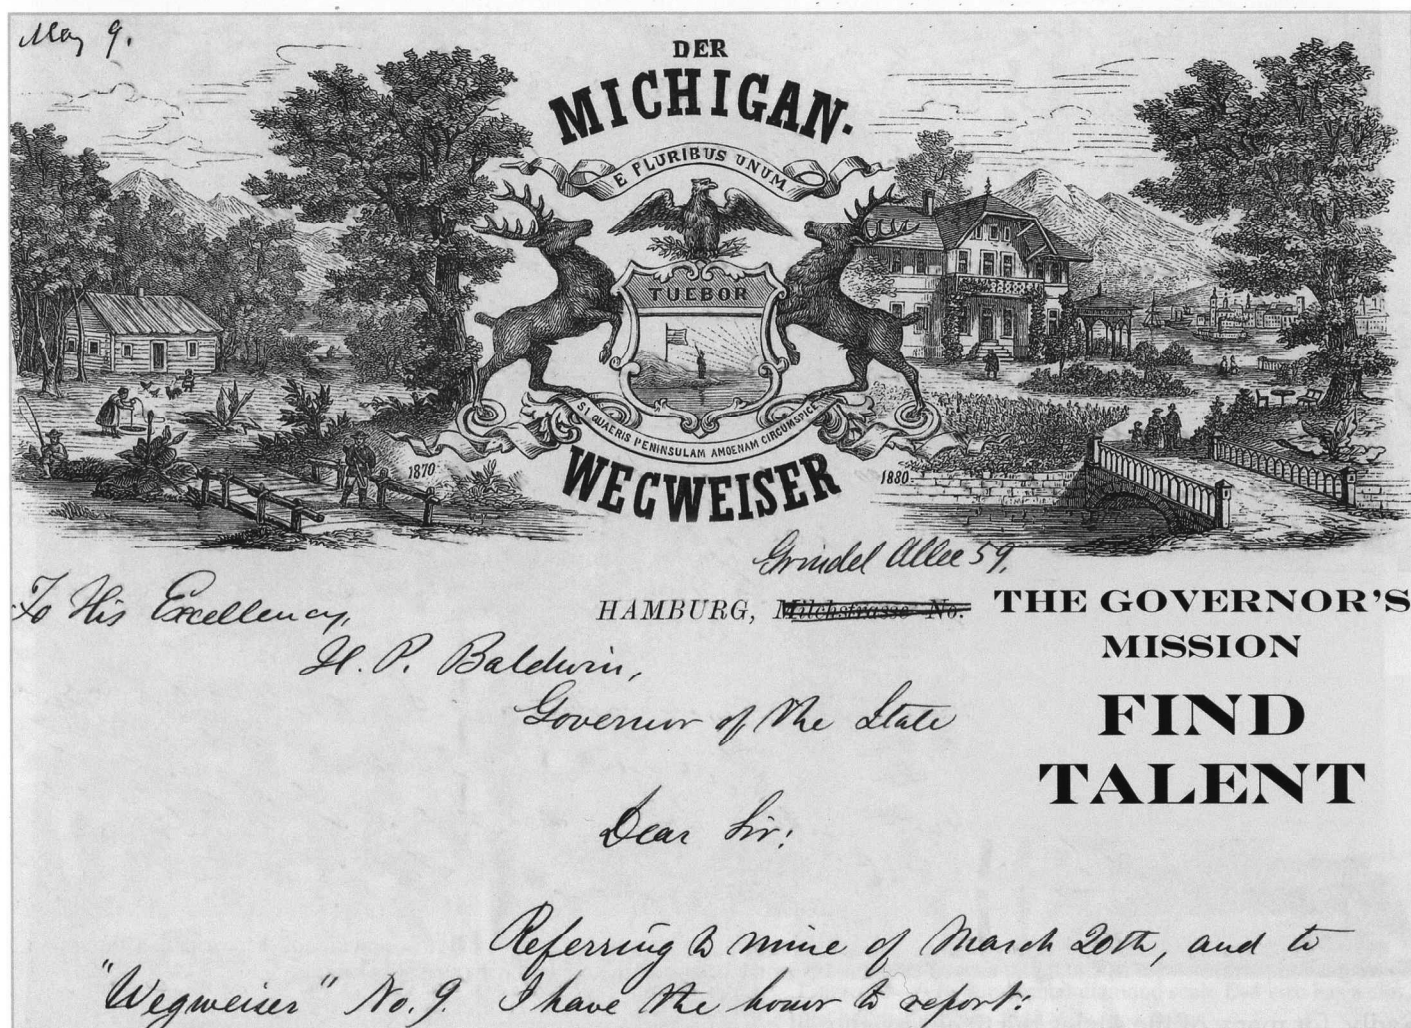 May 9.
DER
MICHIGAN-
E PLURIBUS UNUM
TUEBOR
SI QUAERIS PENINSULAM AMOENAM CIRCUMSPICE
1870
WEGWEISER
1880
Grindel Allee 59.
HAMBURG, Milchstrasse No.
To His Excellency,
H. P. Baldwin,
Governor of the State
THE GOVERNOR'S
MISSION
FIND
TALENT
Dear Sir:
Referring to mine of March 20th, and to
"Wegweiser" No. 9. I have the honor to report: